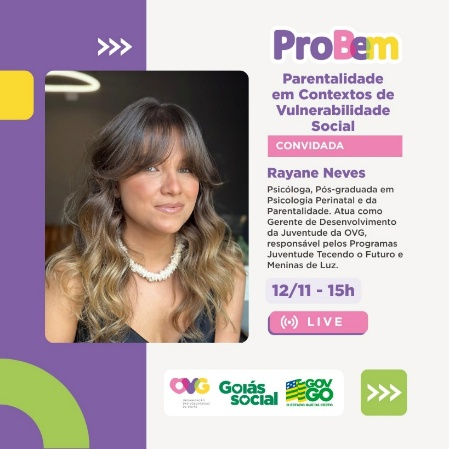 ProBem
Parentalidade
em Contextos de
Vulnerabilidade
Social
CONVIDADA
Rayane Neves
Psicóloga, Pós-graduada em
Psicologia Perinatal e da
Parentalidade. Atua como
Gerente de Desenvolvimento
da Juventude da OVG,
responsável pelos Programas
Juventude Tecendo o Futuro e
Meninas de Luz.
12/11 - 15h
LIVE
OVG
Goiás
social
GOV
GO